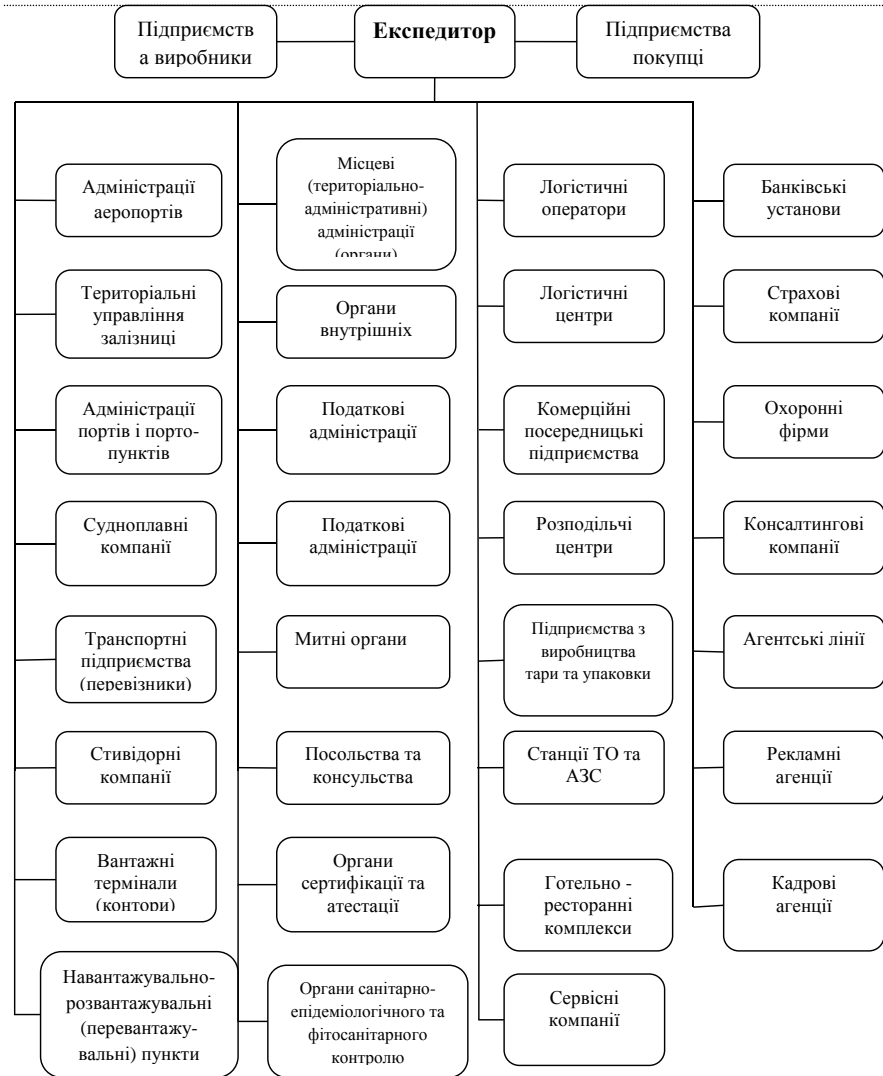 Підприємств
а виробники
Експедитор
Підприємства
покупці
Адміністрації
аеропортів
Територіальні
управління
залізниці
Адміністрації
портів і порто-
пунктів
Судноплавні
компанії
Транспортні
підприємства
(перевізники)
Стивідорні
компанії
Вантажні
термінали
(контори)
Навантажувально-
розвантажувальні
(перевантажу-
вальні) пункти
Місцеві
(територіально-
адміністративні)
адміністрації
(органи)
Органи
внутрішніх
Податкові
адміністрації
Податкові
адміністрації
Митні органи
Посольства та
консульства
Органи
сертифікації та
атестації
Органи санітарно-
епідеміологічного та
фітосанітарного
контролю
Логістичні
оператори
Логістичні
центри
Комерційні
посередницькі
підприємства
Розподільчі
центри
Підприємства з
виробництва
тари та упаковки
Станції ТО та
АЗС
Готельно -
ресторанні
комплекси
Сервісні
компанії
Банківські
установи
Страхові
компанії
Охоронні
фірми
Консалтингові
компанії
Агентські лінії
Рекламні
агенції
Кадрові
агенції